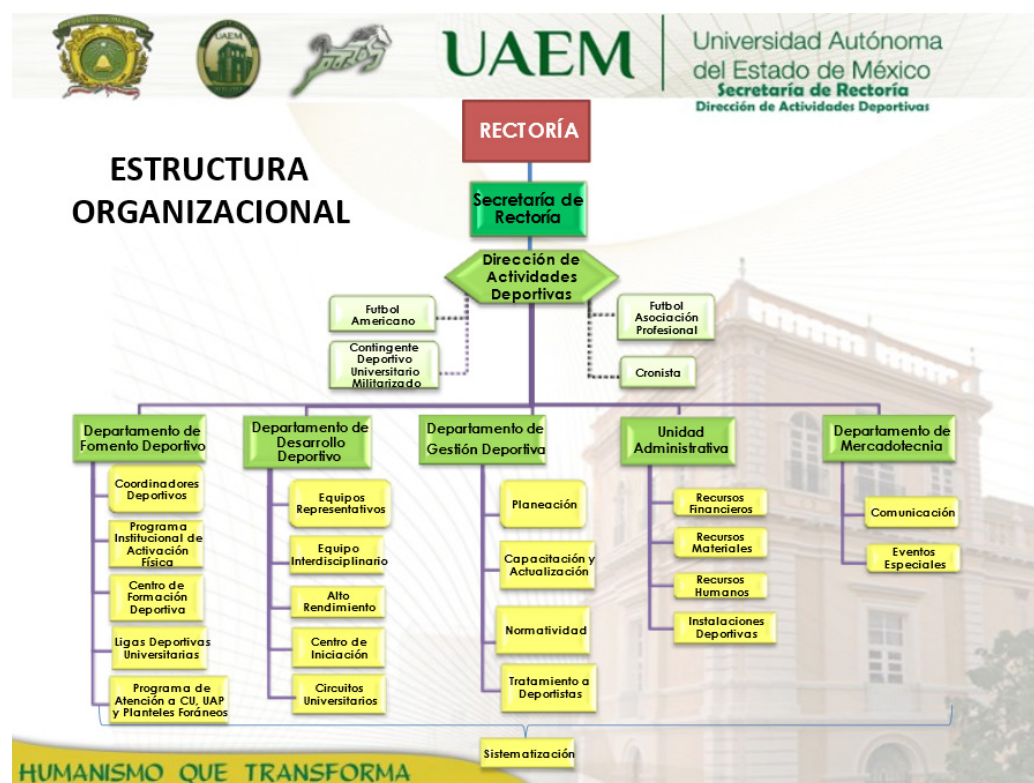 UAEM
Universidad Autónoma
del Estado de México
Secretaría de Rectoría
Dirección de Actividades Deportivas
ESTRUCTURA
ORGANIZACIONAL
RECTORÍA
Secretaría de
Rectoría
Dirección de
Actividades
Deportivas
Futbol
Americano
Contingente
Deportivo
Universitario
Militarizado
Futbol
Asociación
Profesional
Cronista
Departamento de
Fomento Deportivo
Coordinadores
Deportivos
Programa
Institucional de
Activación
Física
Centro de
Formación
Deportiva
Ligas Deportivas
Universitarias
Programa de
Atención a CU, UAP
y Planteles Foráneos
Departamento de
Desarrollo
Deportivo
Equipos
Representativos
Equipo
Interdisciplinario
Alto
Rendimiento
Centro de
Iniciación
Circuitos
Universitarios
Departamento de
Gestión Deportiva
Planeación
Capacitación y
Actualización
Normatividad
Tratamiento a
Deportistas
Unidad
Administrativa
Recursos
Financieros
Recursos
Materiales
Recursos
Humanos
Instalaciones
Deportivas
Departamento de
Mercadotecnia
Comunicación
Eventos
Especiales
Sistematización
HUMANISMO QUE TRANSFORMA